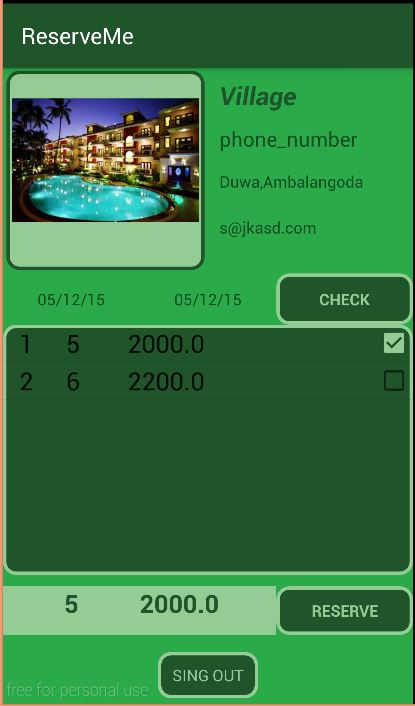 ReserveMe
Village
phone_number
Duwa,Ambalangoda
s@jkasd.com
05/12/15 05/12/15 CHECK
1 5 2000.0
2 6 2200.0
5 2000.0 RESERVE
SING OUT
free for personal use